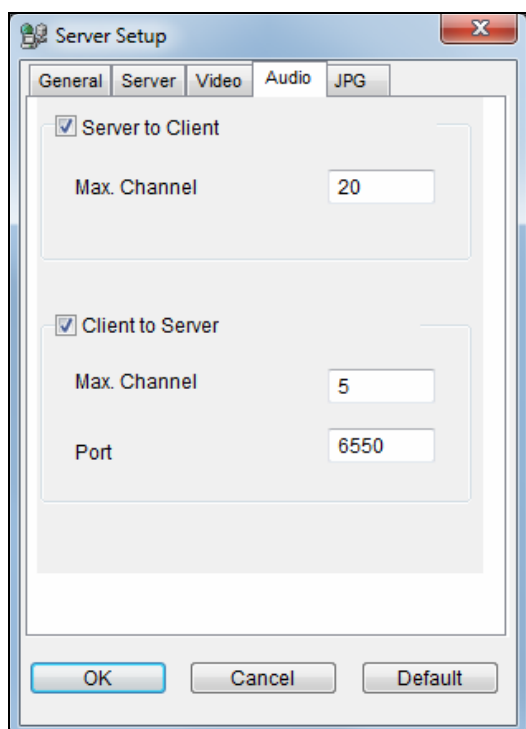 Server Setup
General Server Video Audio JPG
Server to Client
Max. Channel 20
Client to Server
Max. Channel 5
Port 6550
OK Cancel Default